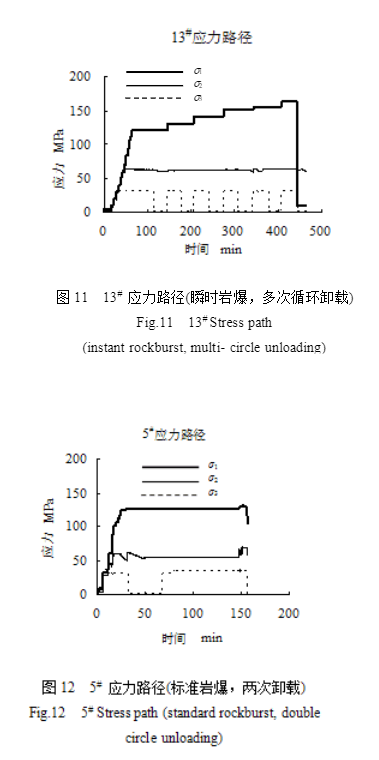 13#应力路径
σ1
σ2
σ3
200
150
100
50
0
应力 MPa
0 100 200 300 400 500
时间 min
图11 13# 应力路径(瞬时岩爆，多次循环卸载)
Fig.11 13# Stress path
(instant rockburst, multi- circle unloading)
5#应力路径
σ1
σ2
σ3
200
150
100
50
0
应力 MPa
0 50 100 150 200
时间 min
图12 5# 应力路径(标准岩爆，两次卸载)
Fig.12 5# Stress path (standard rockburst, double
circle unloading)